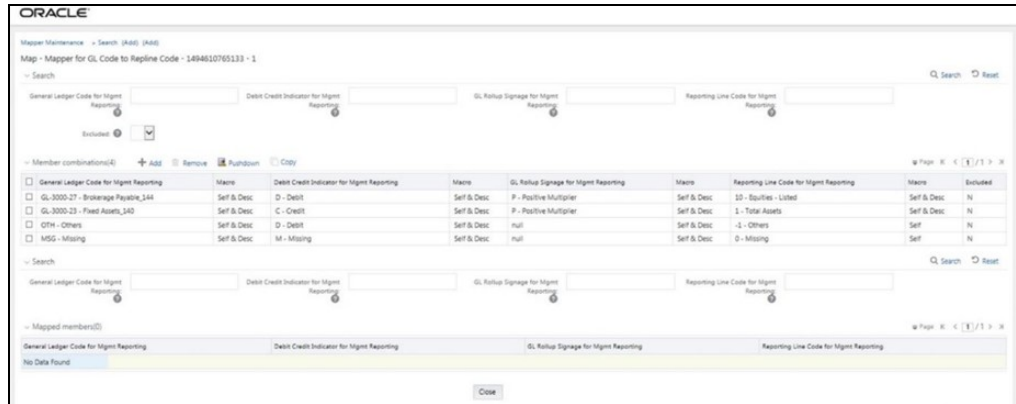 ORACLE
Mapper Maintenance > Search (Add) (Add)
Map - Mapper for GL Code to Repline Code - 1494610765133 - 1
Search Search Reset
General Ledger Code for Mgmt Reporting: Debit Credit Indicator for Mgmt Reporting: GL Rollup Signage for Mgmt Reporting: Reporting Line Code for Mgmt Reporting:
Excluded
Member combinations(4) Add Remove Pushdown Copy Page 1 / 1
General Ledger Code for Mgmt Reporting Macro Debit Credit Indicator for Mgmt Reporting Macro GL Rollup Signage for Mgmt Reporting Macro Reporting Line Code for Mgmt Reporting Macro Excluded
GL-3000-27 - Brokerage Payable_144 Self & Desc D - Debit Self & Desc P - Positive Multiplier Self & Desc 10 - Equities - Listed Self & Desc N
GL-3000-23 - Fixed Assets_140 Self & Desc C - Credit Self & Desc P - Positive Multiplier Self & Desc 1 - Total Assets Self & Desc N
OTH - Others Self & Desc D - Debit Self & Desc null Self & Desc -1 - Others Self N
MSG - Missing Self & Desc M - Missing Self & Desc null Self & Desc 0 - Missing Self N
Search Search Reset
General Ledger Code for Mgmt Reporting: Debit Credit Indicator for Mgmt Reporting: GL Rollup Signage for Mgmt Reporting: Reporting Line Code for Mgmt Reporting:
Mapped members(0) Page 1 / 1
General Ledger Code for Mgmt Reporting Debit Credit Indicator for Mgmt Reporting GL Rollup Signage for Mgmt Reporting Reporting Line Code for Mgmt Reporting
No Data Found
Close